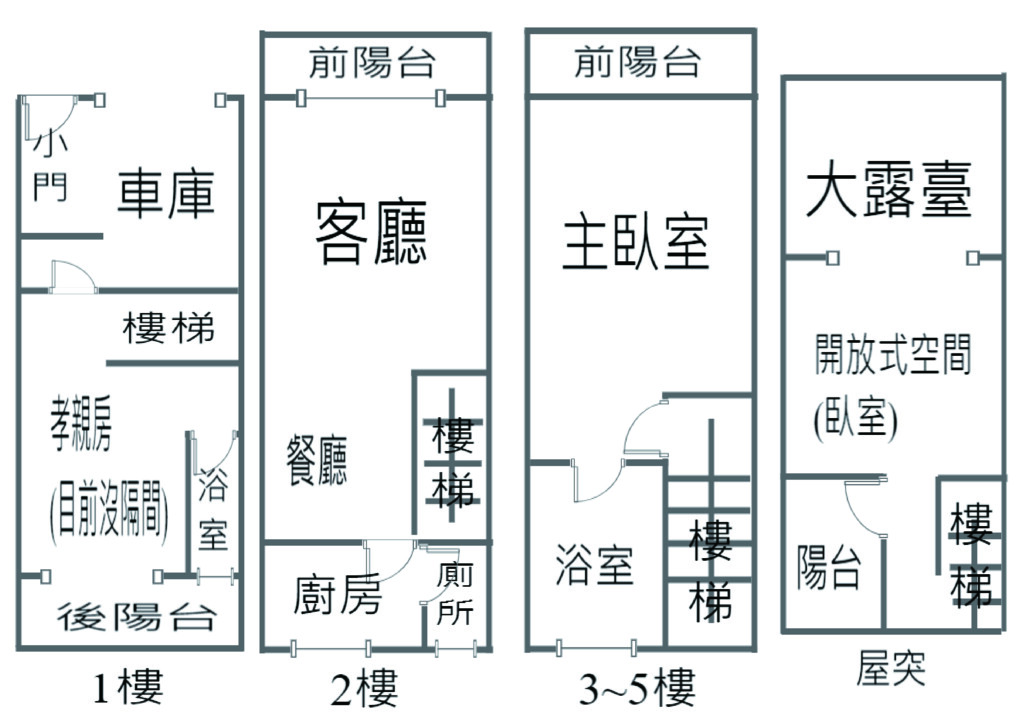 小
門
車庫
樓梯
孝親房
(目前沒隔間)
浴
室
後陽台
1樓
前陽台
客廳
餐廳
樓
梯
廚房
廁
所
2樓
前陽台
主臥室
浴室
樓
梯
3~5樓
大露臺
開放式空間
(臥室)
陽台
樓
梯
屋突